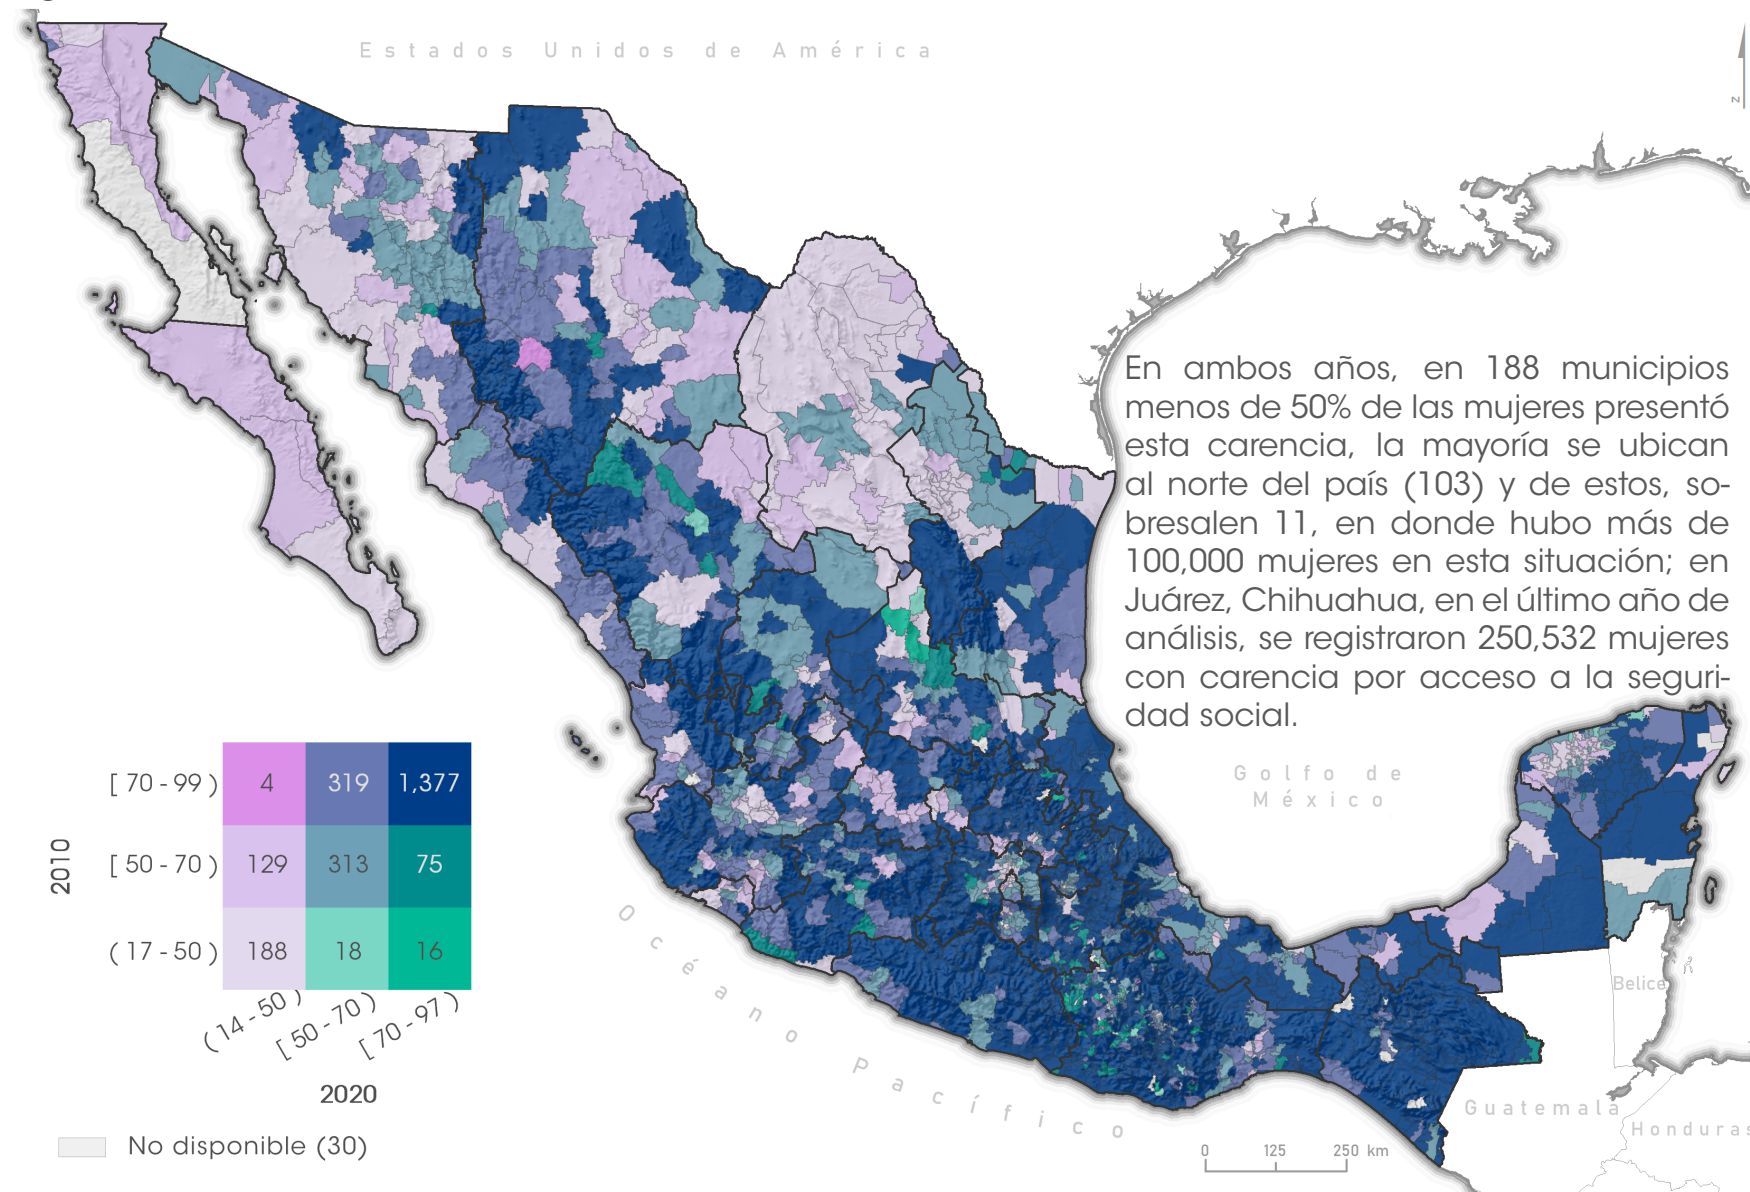 Estados Unidos de América
N
En ambos años, en 188 municipios
menos de 50% de las mujeres presentó
esta carencia, la mayoría se ubican
al norte del país (103) y de estos, so-
bresalen 11, en donde hubo más de
100,000 mujeres en esta situación; en
Juárez, Chihuahua, en el último año de
análisis, se registraron 250,532 mujeres
con carencia por acceso a la seguri-
dad social.
Golfo de
México
2010
[ 70 - 99 ) 4 319 1,377
[ 50 - 70 ) 129 313 75
( 17 - 50 ) 188 18 16
( 14 - 50 ) [ 50 - 70 ) [ 70 - 97 )
2020
No disponible (30)
Océano Pacífico
Belice
Guatemala
Honduras
0 125 250 km